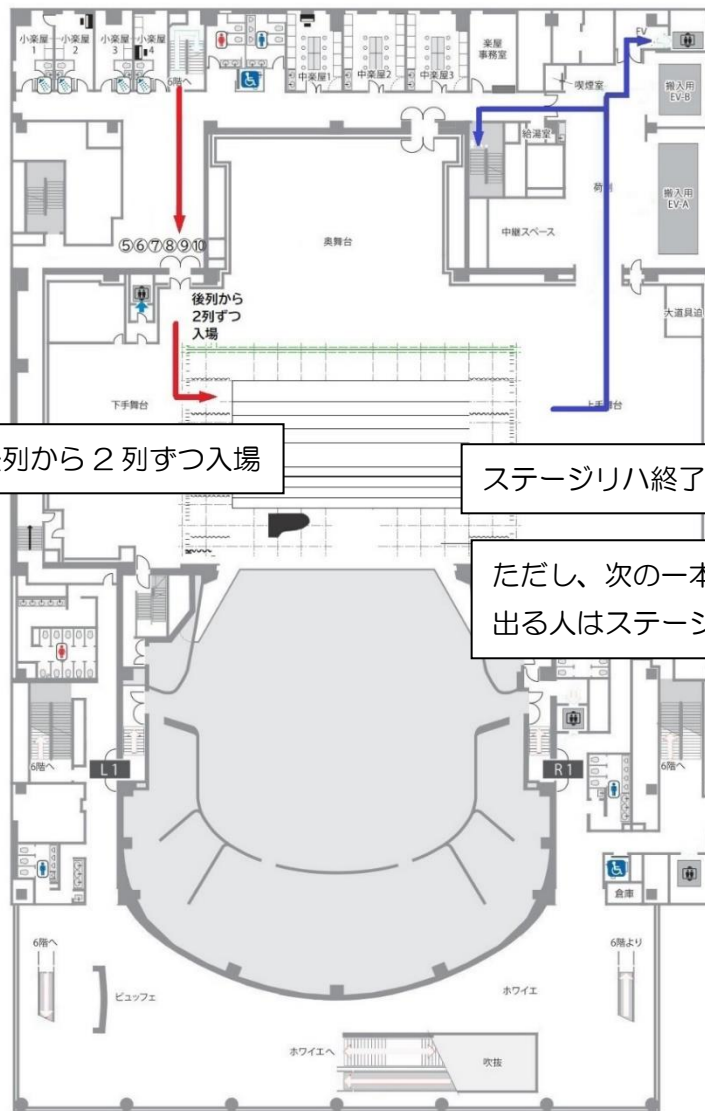 小楽屋1
小楽屋2
小楽屋3
小楽屋4
6階へ
中楽屋1
中楽屋2
中楽屋3
楽屋
事務室
EV
喫煙室
搬入用
EV-B
給湯室
搬入用
EV-A
中継スペース
奥舞台
⑤⑥⑦⑧⑨⑩
後列から
2列ずつ
入場
大道具迫
下手舞台
上手舞台
列から2列ずつ入場
ステージリハ終了
ただし、次の一本
出る人はステージ
6階へ
6階へ
L1
R1
倉庫
6階へ
6階より
ビュッフェ
ホワイエ
ホワイエへ
吹抜